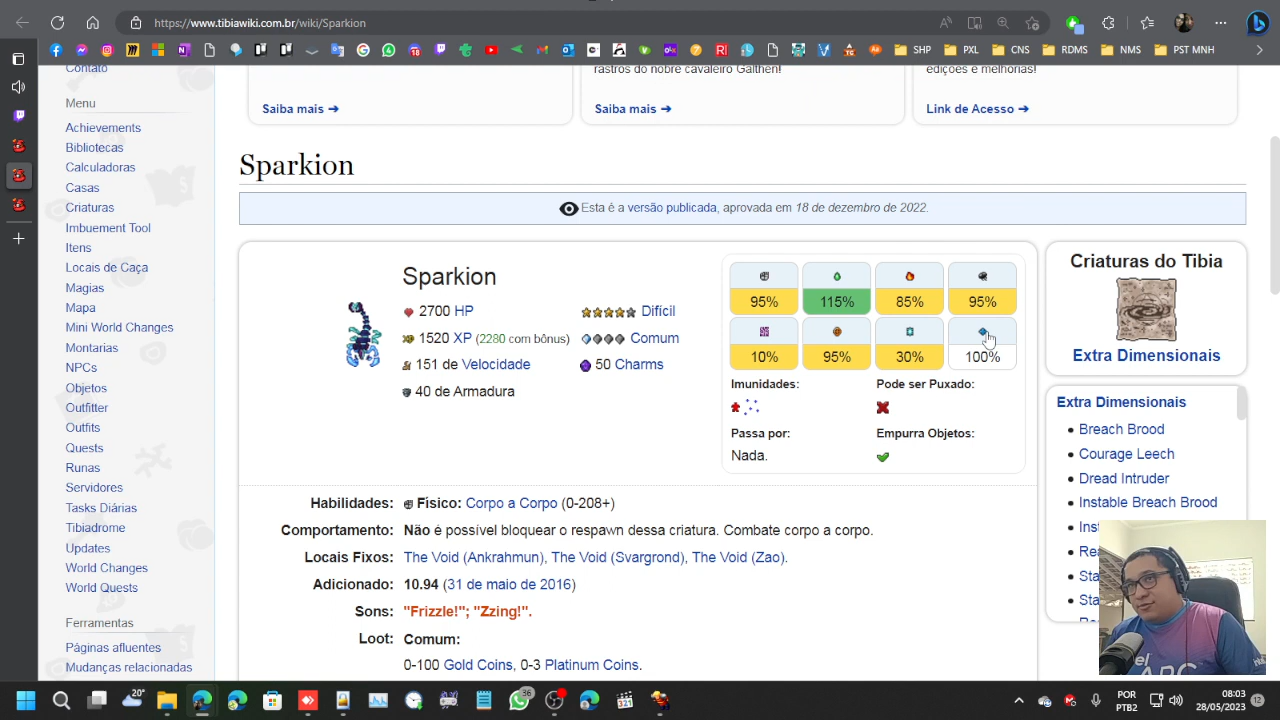 https://www.tibiawiki.com.br/wiki/Sparkion
SHP
PXL
CNS
RDMS
NMS
PST MNH
Contato
Menu
Achievements
Bibliotecas
Calculadoras
Casas
Criaturas
Imbuement Tool
Itens
Locais de Caça
Magias
Mapa
Mini World Changes
Montarias
NPCs
Objetos
Outfitter
Outfits
Quests
Runas
Servidores
Tasks Diárias
Tibiadrome
Updates
World Changes
World Quests
Ferramentas
Páginas afluentes
Mudanças relacionadas
Saiba mais ➔
rastros do nobre cavaleiro Galthen!
Saiba mais ➔
edições e melhorias!
Link de Acesso ➔
Sparkion
Esta é a versão publicada, aprovada em 18 de dezembro de 2022.
Sparkion
2700 HP
Difícil
1520 XP (2280 com bônus)
Comum
151 de Velocidade
50 Charms
40 de Armadura
95% 115% 85% 95%
10% 95% 30% 100%
Imunidades:
Pode ser Puxado:
Passa por:
Empurra Objetos:
Nada.
Habilidades: Físico: Corpo a Corpo (0-208+)
Comportamento: Não é possível bloquear o respawn dessa criatura. Combate corpo a corpo.
Locais Fixos: The Void (Ankrahmun), The Void (Svargrond), The Void (Zao).
Adicionado: 10.94 (31 de maio de 2016)
Sons: "Frizzle!"; "Zzing!".
Loot: Comum:
0-100 Gold Coins, 0-3 Platinum Coins.
Criaturas do Tibia
Extra Dimensionais
Extra Dimensionais
Breach Brood
Courage Leech
Dread Intruder
Instable Breach Brood
20°
36
321
POR
PTB2
08:03
28/05/2023
12